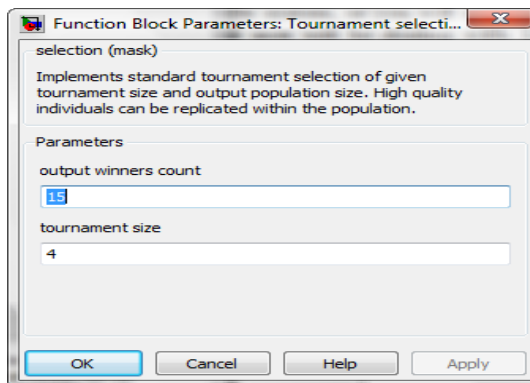 Function Block Parameters: Tournament selecti...
selection (mask)
Implements standard tournament selection of given
tournament size and output population size. High quality
individuals can be replicated within the population.
Parameters
output winners count
15
tournament size
4
OK Cancel Help Apply